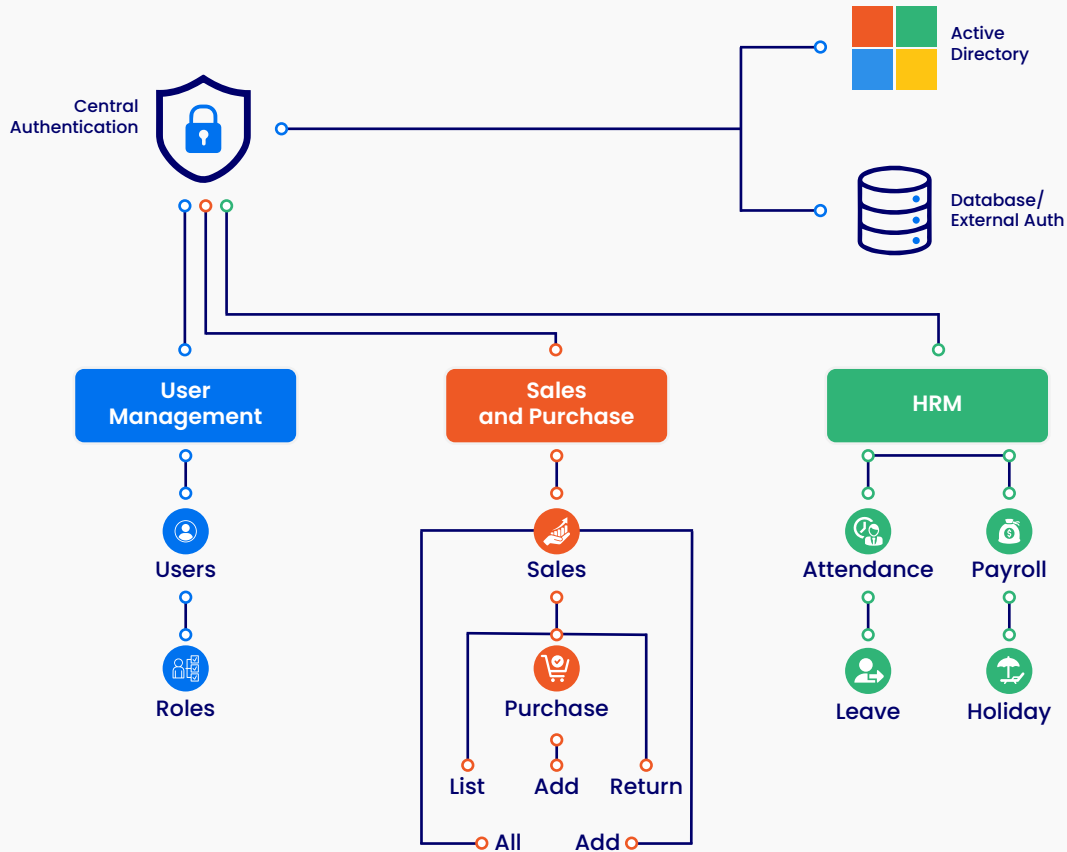 Active
Directory
Central
Authentication
Database/
External Auth
User
Management
Sales
and Purchase
HRM
Users
Sales
Attendance
Payroll
Roles
Purchase
Leave
Holiday
List
Add
Return
All
Add